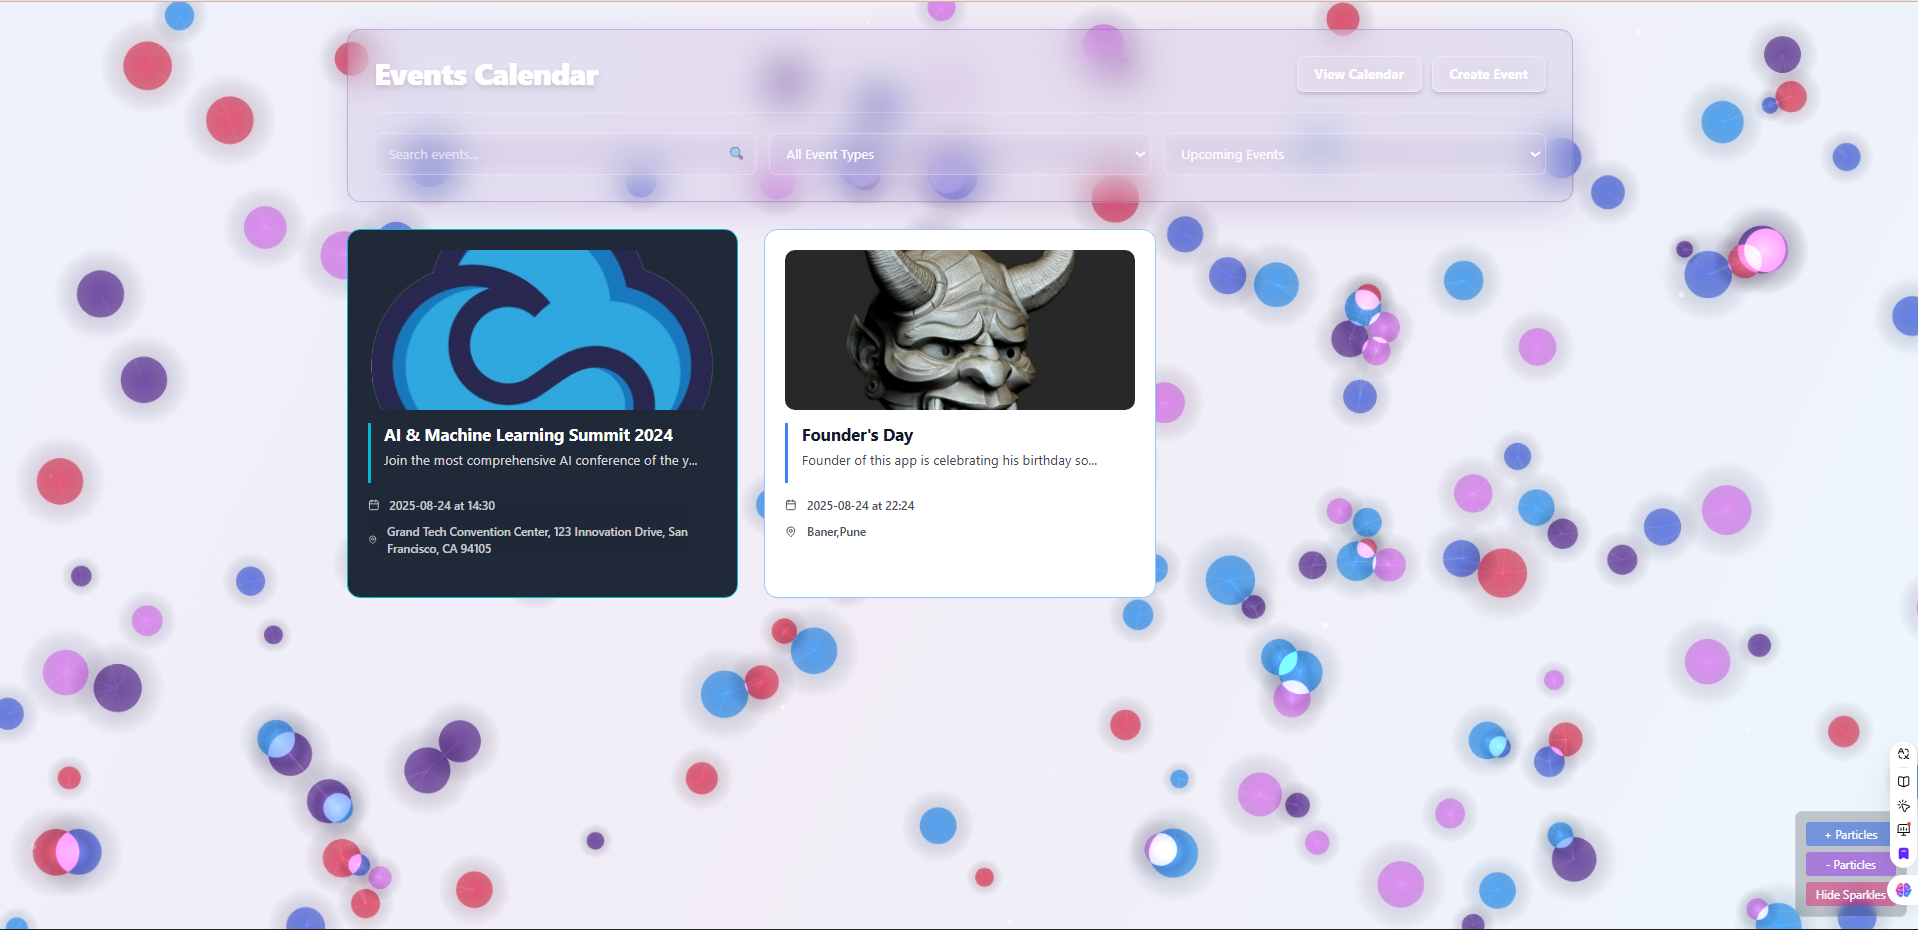 Events Calendar
View Calendar
Create Event
Search events...
All Event Types
Upcoming Events
AI & Machine Learning Summit 2024
Join the most comprehensive AI conference of the y...
2025-08-24 at 14:30
Grand Tech Convention Center, 123 Innovation Drive, San
Francisco, CA 94105
Founder's Day
Founder of this app is celebrating his birthday so...
2025-08-24 at 22:24
Baner,Pune
+ Particles
- Particles
Hide Sparkles